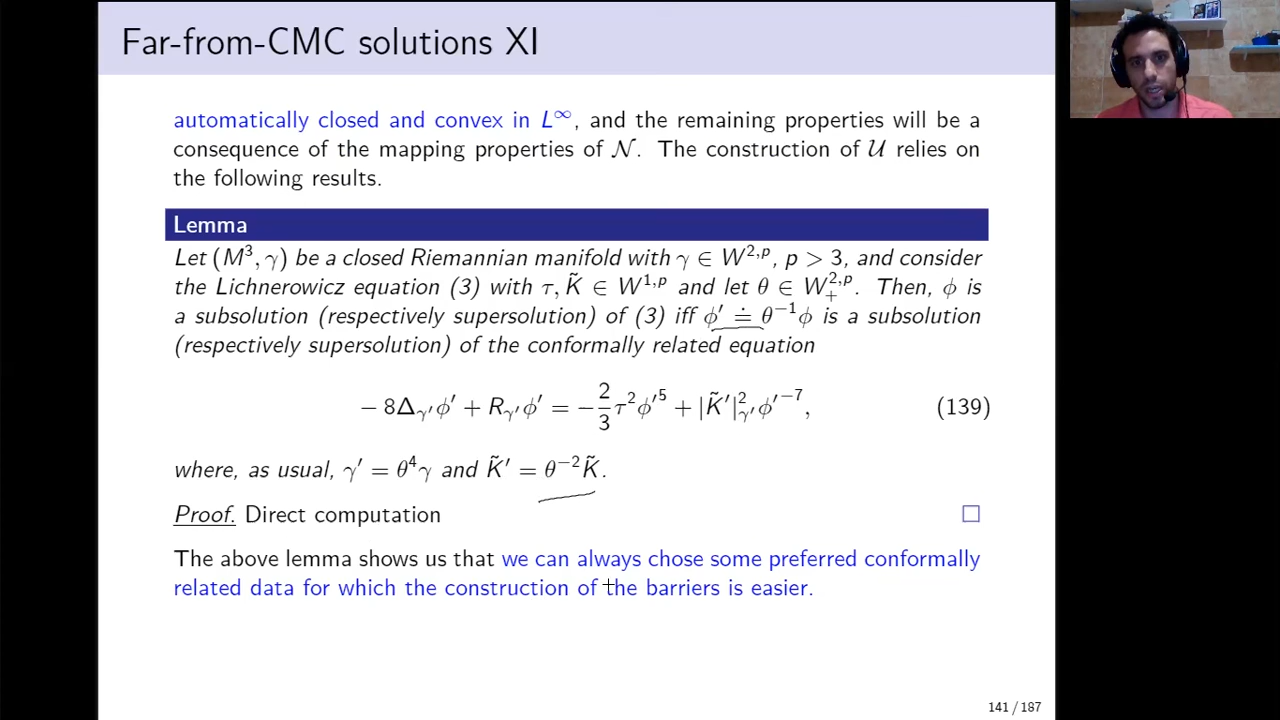 Far-from-CMC solutions XI
automatically closed and convex in L^∞, and the remaining properties will be a
consequence of the mapping properties of 𝒩. The construction of 𝒰 relies on
the following results.
Lemma
Let (M³, γ) be a closed Riemannian manifold with γ ∈ W^{2,p}, p > 3, and consider
the Lichnerowicz equation (3) with τ, K̃ ∈ W^{1,p} and let θ ∈ W^{2,p}_+. Then, ϕ is
a subsolution (respectively supersolution) of (3) iff ϕ′ ≐ θ^{-1}ϕ is a subsolution
(respectively supersolution) of the conformally related equation
− 8Δ_{γ′}ϕ′ + R_{γ′}ϕ′ = −\frac{2}{3}τ²ϕ′⁵ + |K̃′|²_{γ′}ϕ′^{−7}, (139)
where, as usual, γ′ = θ⁴γ and K̃′ = θ^{−2}K̃.
Proof. Direct computation □
The above lemma shows us that we can always chose some preferred conformally
related data for which the construction of the barriers is easier.
141 / 187